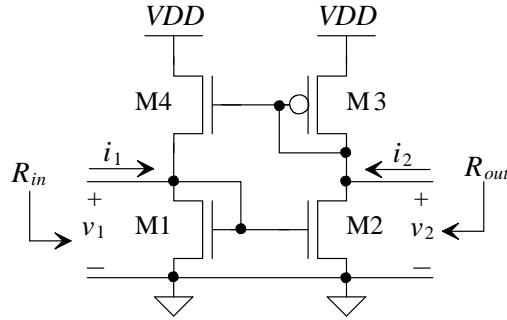 VDD VDD
M4 M3
i1 i2
Rin Rout
+ +
v1 M1 M2 v2
− −